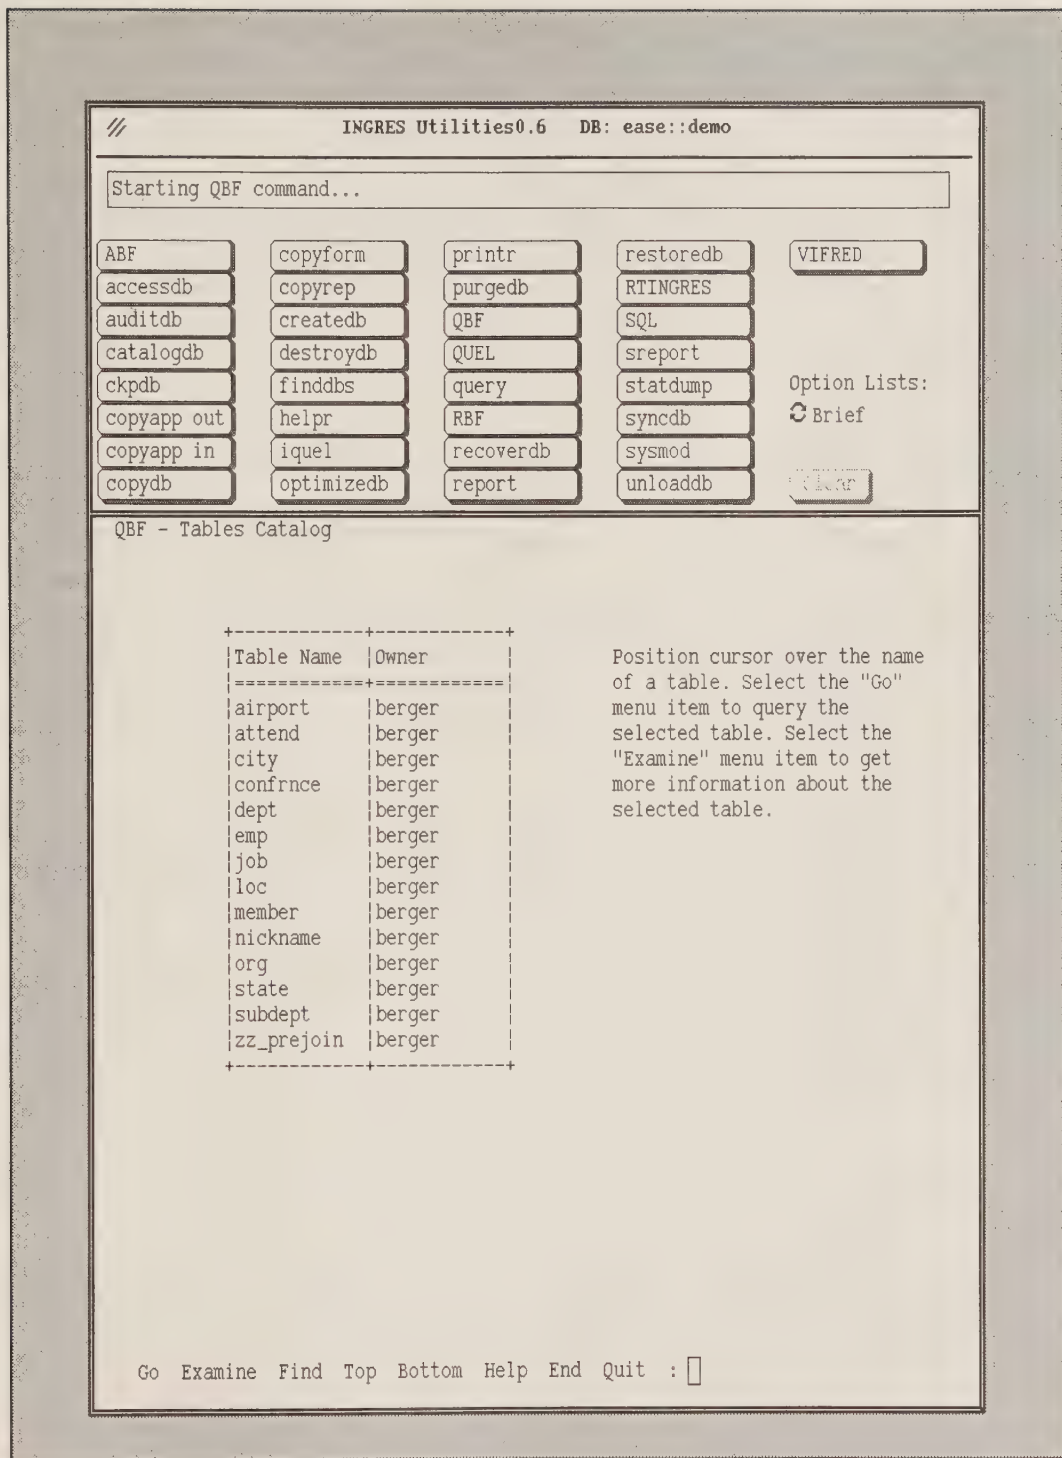 INGRES Utilities0.6 DB: ease::demo
Starting QBF command...
ABF copyform printr restoredb VIFRED
accessdb copyrep purgedb RTINGRES
auditdb createdb QBF SQL
catalogdb destroydb QUEL sreport
ckpdb finddbs query statdump Option Lists:
copyapp out helpr RBF syncdb Brief
copyapp in iquel recoverdb sysmod
copydb optimizedb report unloaddb Clear
QBF - Tables Catalog
+------------+------------+
|Table Name |Owner |
|============+============|
|airport |berger |
|attend |berger |
|city |berger |
|confrnce |berger |
|dept |berger |
|emp |berger |
|job |berger |
|loc |berger |
|member |berger |
|nickname |berger |
|org |berger |
|state |berger |
|subdept |berger |
|zz_prejoin |berger |
+------------+------------+
Position cursor over the name
of a table. Select the "Go"
menu item to query the
selected table. Select the
"Examine" menu item to get
more information about the
selected table.
Go Examine Find Top Bottom Help End Quit :